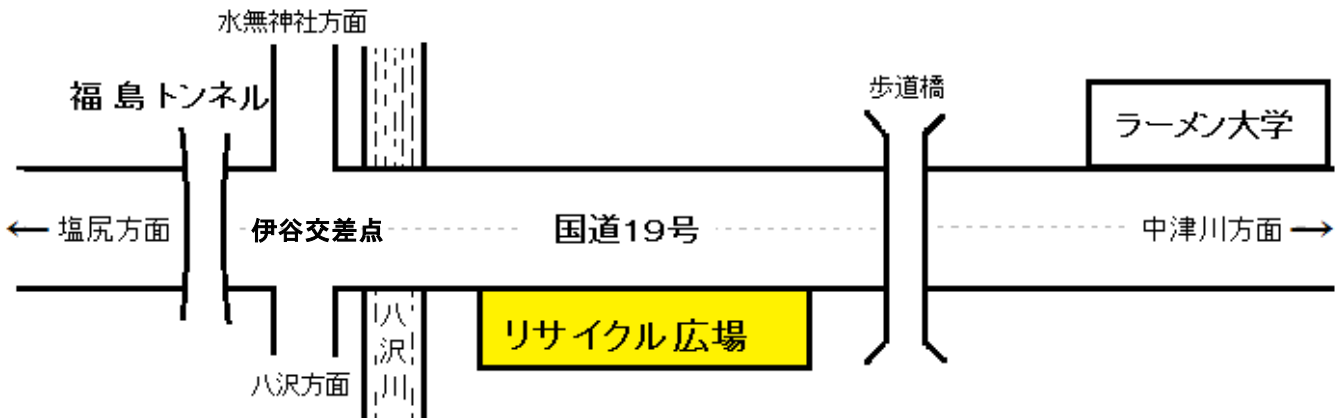 水無神社方面
福島トンネル
歩道橋
ラーメン大学
← 塩尻方面
伊谷交差点
国道19号
中津川方面 →
八沢川
リサイクル広場
八沢方面